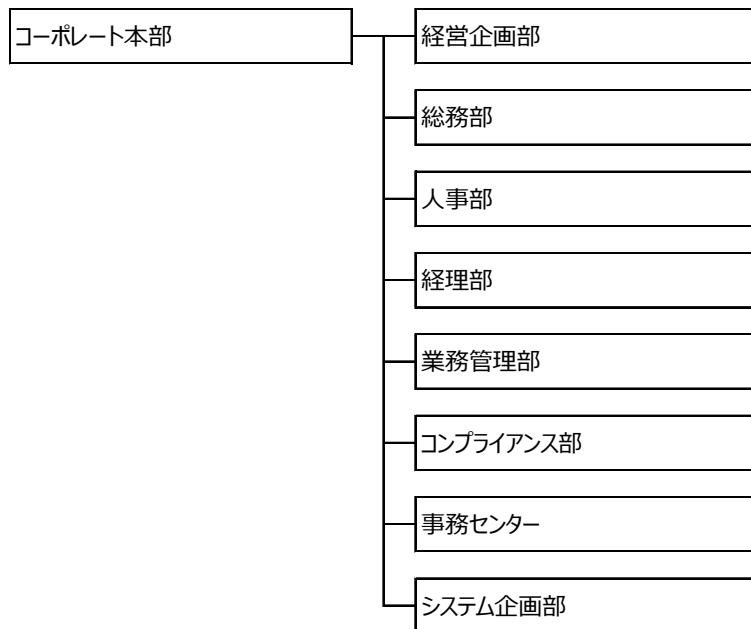 コーポレート本部
経営企画部
総務部
人事部
経理部
業務管理部
コンプライアンス部
事務センター
システム企画部